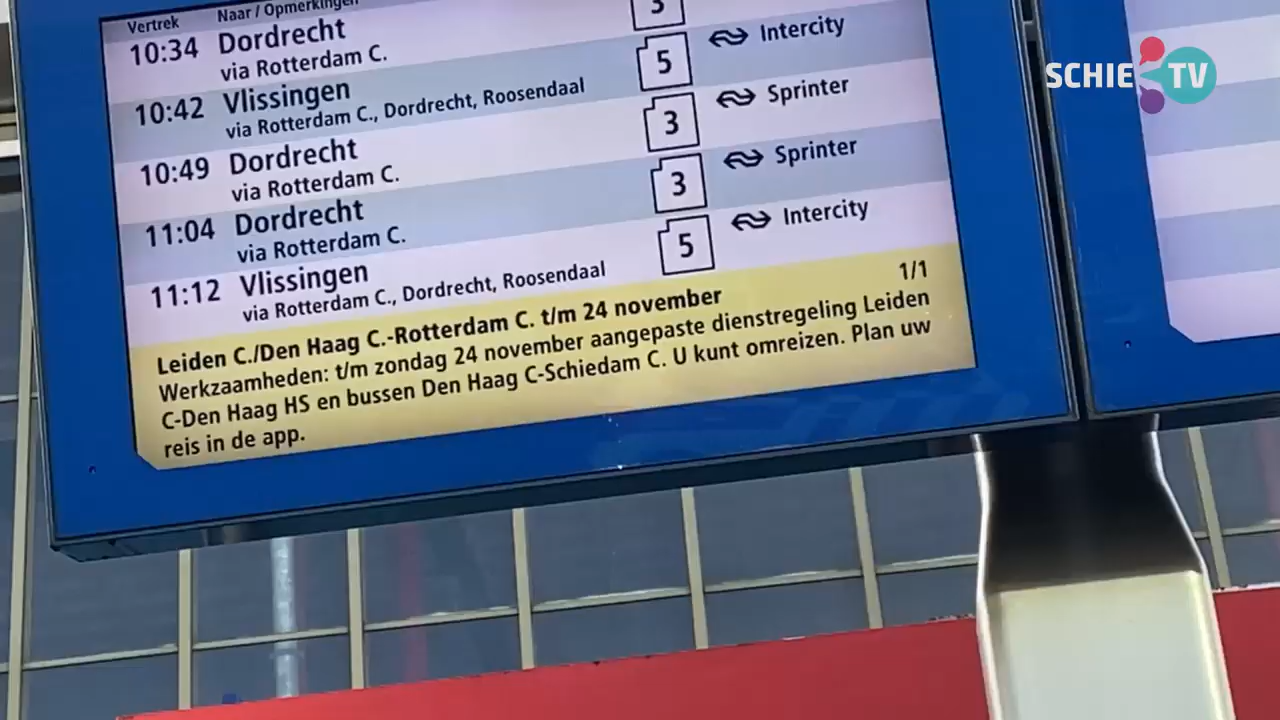 Vertrek Naar / Opmerkingen
10:34 Dordrecht 3
via Rotterdam C. Intercity
10:42 Vlissingen 5
via Rotterdam C., Dordrecht, Roosendaal Sprinter
10:49 Dordrecht 3
via Rotterdam C. Sprinter
11:04 Dordrecht 3
via Rotterdam C. Intercity
11:12 Vlissingen 5
via Rotterdam C., Dordrecht, Roosendaal
1/1
Leiden C./Den Haag C.-Rotterdam C. t/m 24 november
Werkzaamheden: t/m zondag 24 november aangepaste dienstregeling Leiden
C-Den Haag HS en bussen Den Haag C-Schiedam C. U kunt omreizen. Plan uw
reis in de app.
SCHIE TV